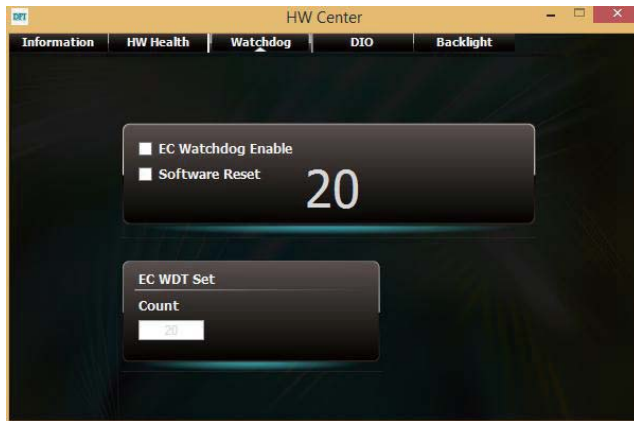 DFI
HW Center
Information HW Health Watchdog DIO Backlight
EC Watchdog Enable
Software Reset
20
EC WDT Set
Count
20